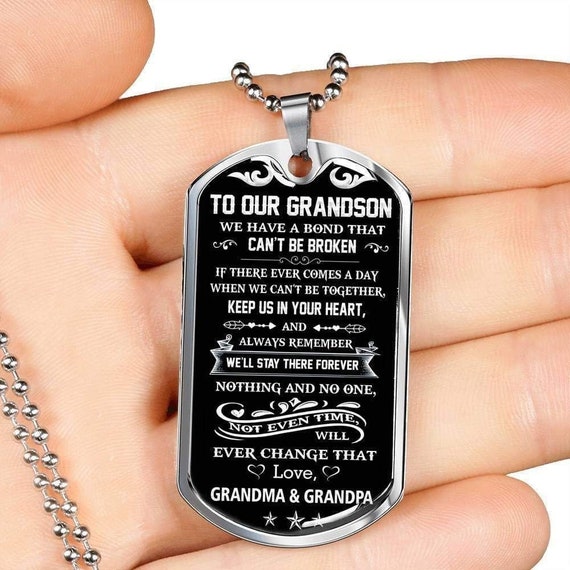 TO OUR GRANDSON
WE HAVE A BOND THAT
CAN'T BE BROKEN
IF THERE EVER COMES A DAY
WHEN WE CAN'T BE TOGETHER,
KEEP US IN YOUR HEART,
AND
ALWAYS REMEMBER
WE'LL STAY THERE FOREVER
NOTHING AND NO ONE,
NOT EVEN TIME,
WILL
EVER CHANGE THAT
Love,
GRANDMA & GRANDPA